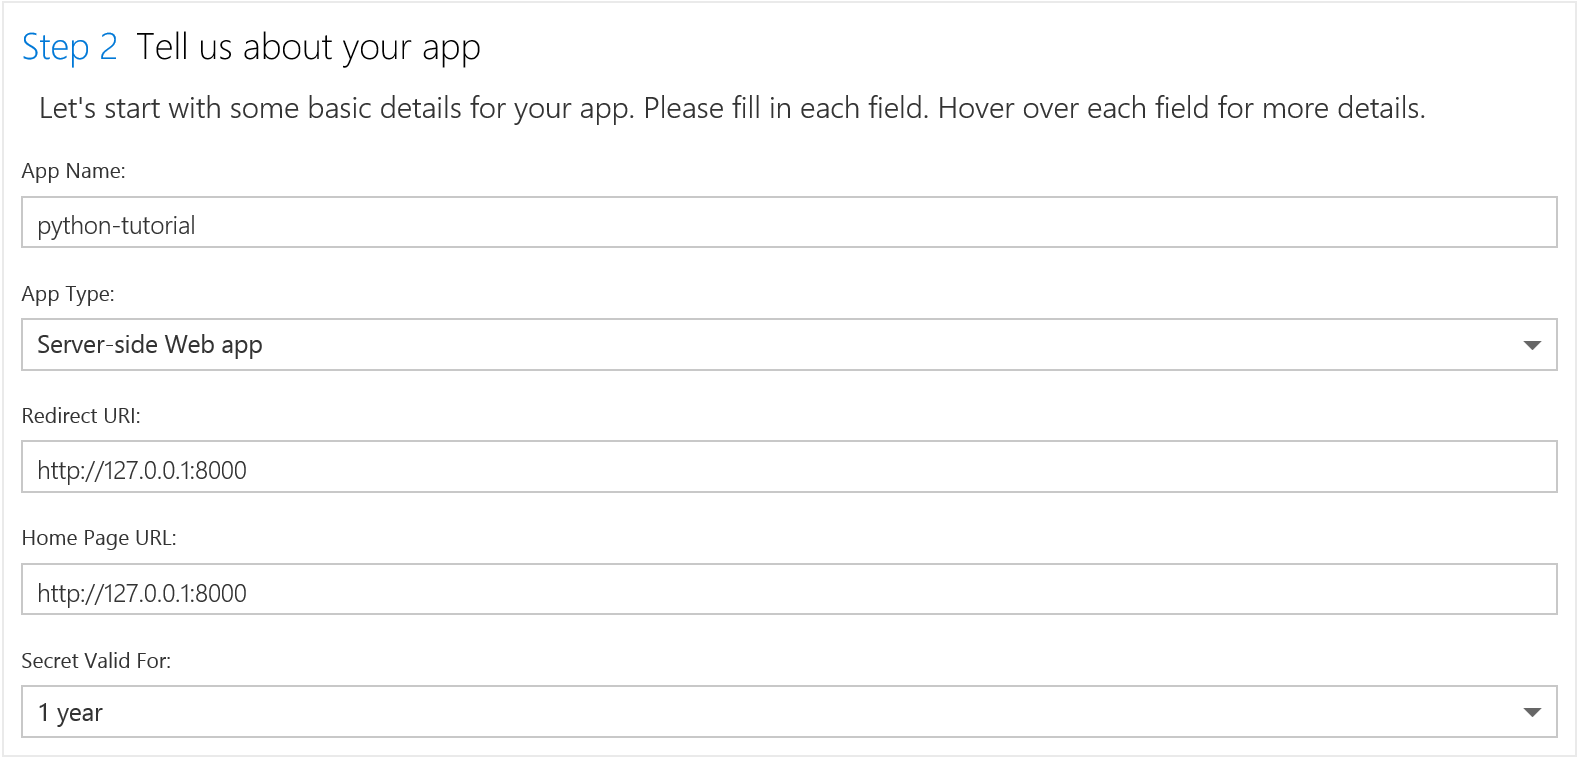 Step 2 Tell us about your app
Let's start with some basic details for your app. Please fill in each field. Hover over each field for more details.
App Name:
python-tutorial
App Type:
Server-side Web app
Redirect URI:
http://127.0.0.1:8000
Home Page URL:
http://127.0.0.1:8000
Secret Valid For:
1 year